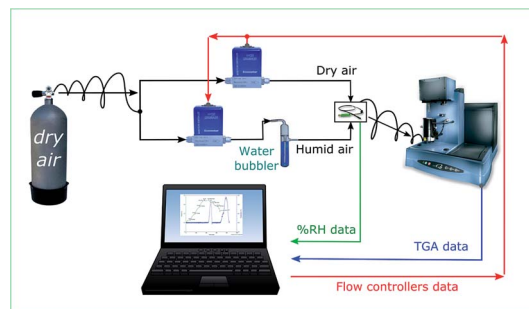 Dry air
dry
air
Water
bubbler
Humid air
%RH data
TGA data
Flow controllers data